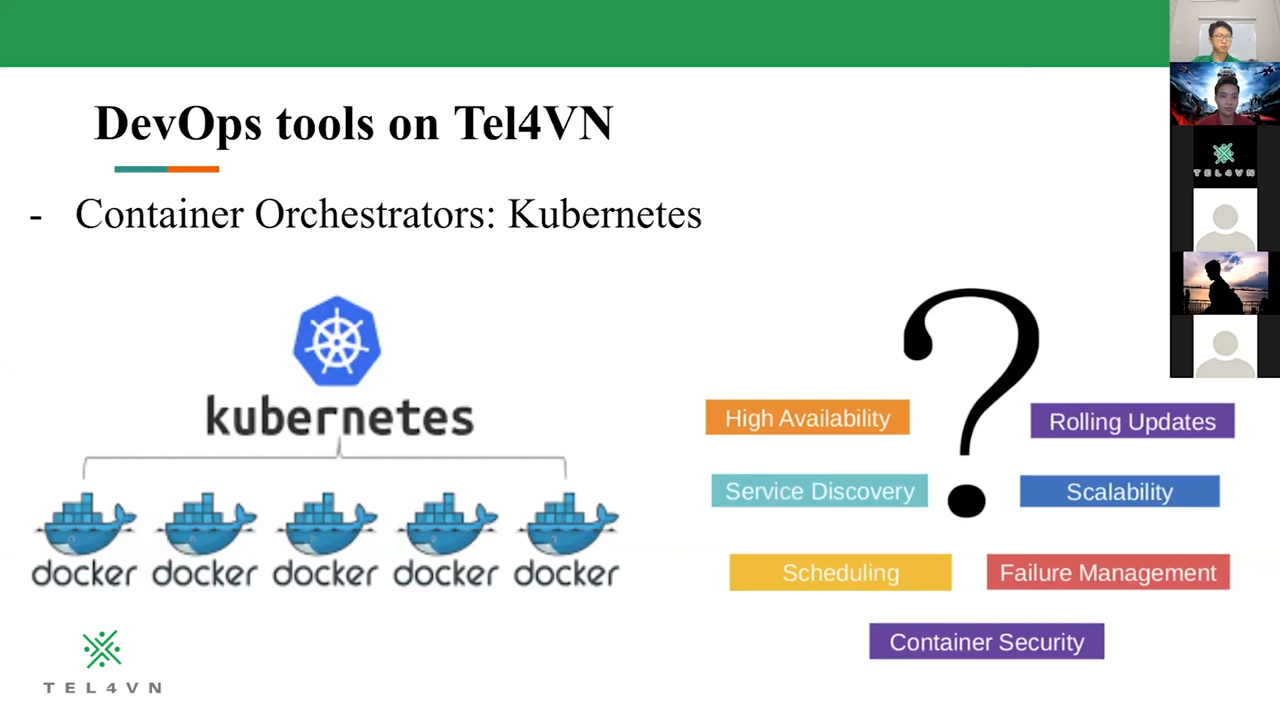 DevOps tools on Tel4VN
- Container Orchestrators: Kubernetes
kubernetes
docker docker docker docker docker
?
High Availability
Rolling Updates
Service Discovery
Scalability
Scheduling
Failure Management
Container Security
TEL4VN
TEL4VN